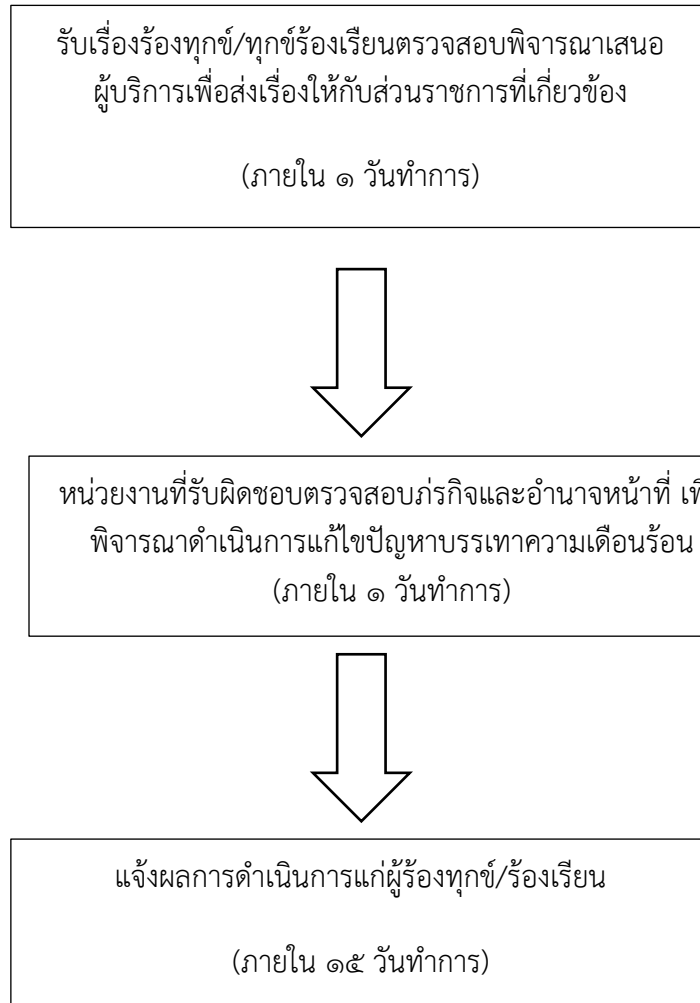 รับเรื่องร้องทุกข์/ทุกข์ร้องเรียนตรวจสอบพิจารณาเสนอ
ผู้บริการเพื่อส่งเรื่องให้กับส่วนราชการที่เกี่ยวข้อง
(ภายใน ๑ วันทำการ)
หน่วยงานที่รับผิดชอบตรวจสอบภ่รกิจและอำนาจหน้าที่
พิจารณาดำเนินการแก้ไขปัญหาบรรเทาความเดือนร้อน
(ภายใน ๑ วันทำการ)
แจ้งผลการดำเนินการแก่ผู้ร้องทุกข์/ร้องเรียน
(ภายใน ๑๕ วันทำการ)